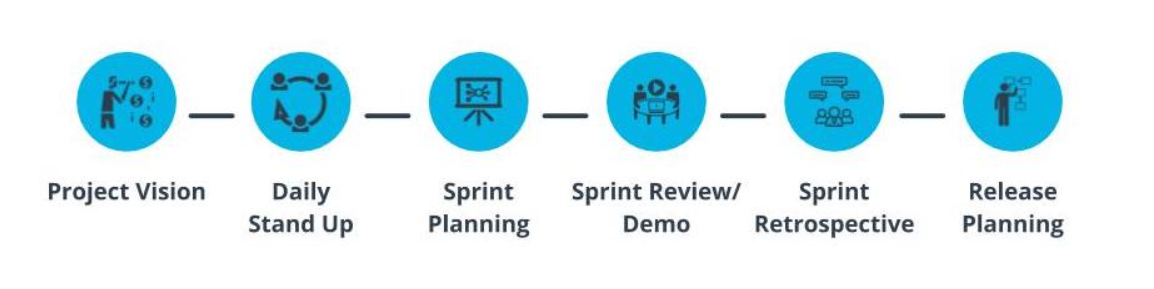 Project Vision
Daily
Stand Up
Sprint
Planning
Sprint Review/
Demo
Sprint
Retrospective
Release
Planning